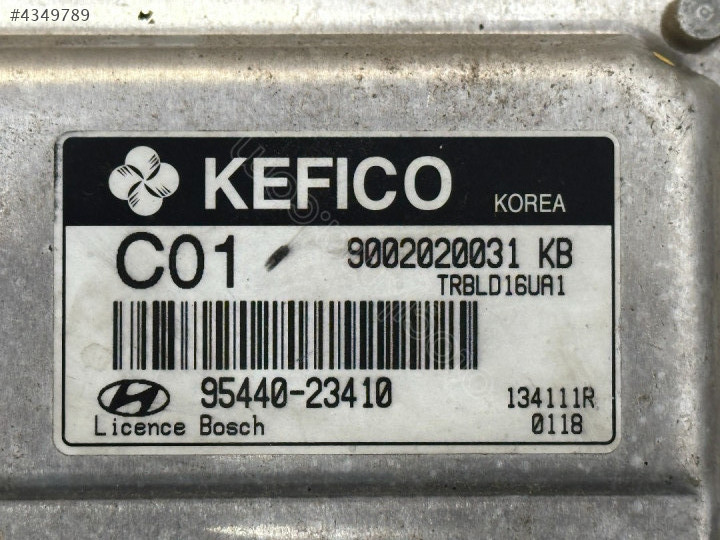 #4349789
KEFICO KOREA
C01 9002020031 KB
TRBLD16UA1
95440-23410 134111R
Licence Bosch 0118